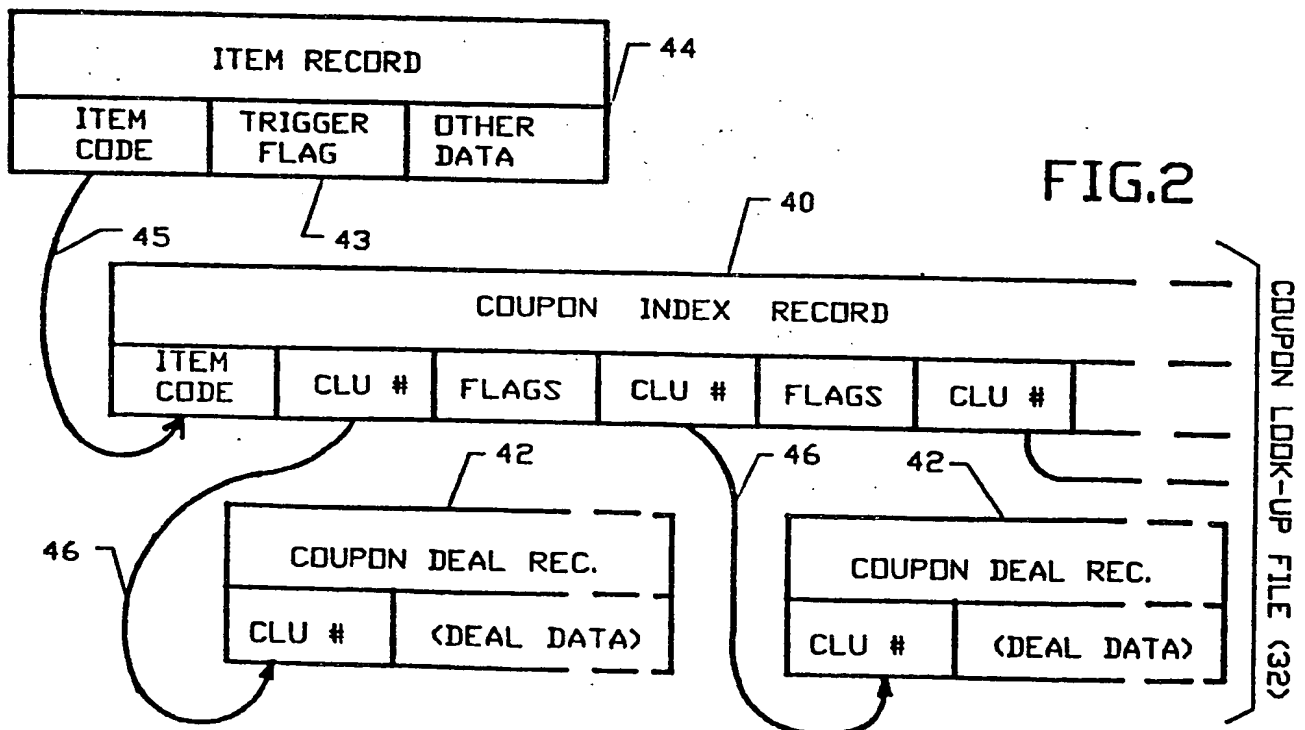 ITEM RECORD
44
ITEM CODE
TRIGGER FLAG
OTHER DATA
FIG.2
45
43
40
COUPON INDEX RECORD
ITEM CODE
CLU #
FLAGS
CLU #
FLAGS
CLU #
46
42
46
42
COUPON DEAL REC.
CLU #
(DEAL DATA)
COUPON DEAL REC.
CLU #
(DEAL DATA)
COUPON LOOK-UP FILE (32)